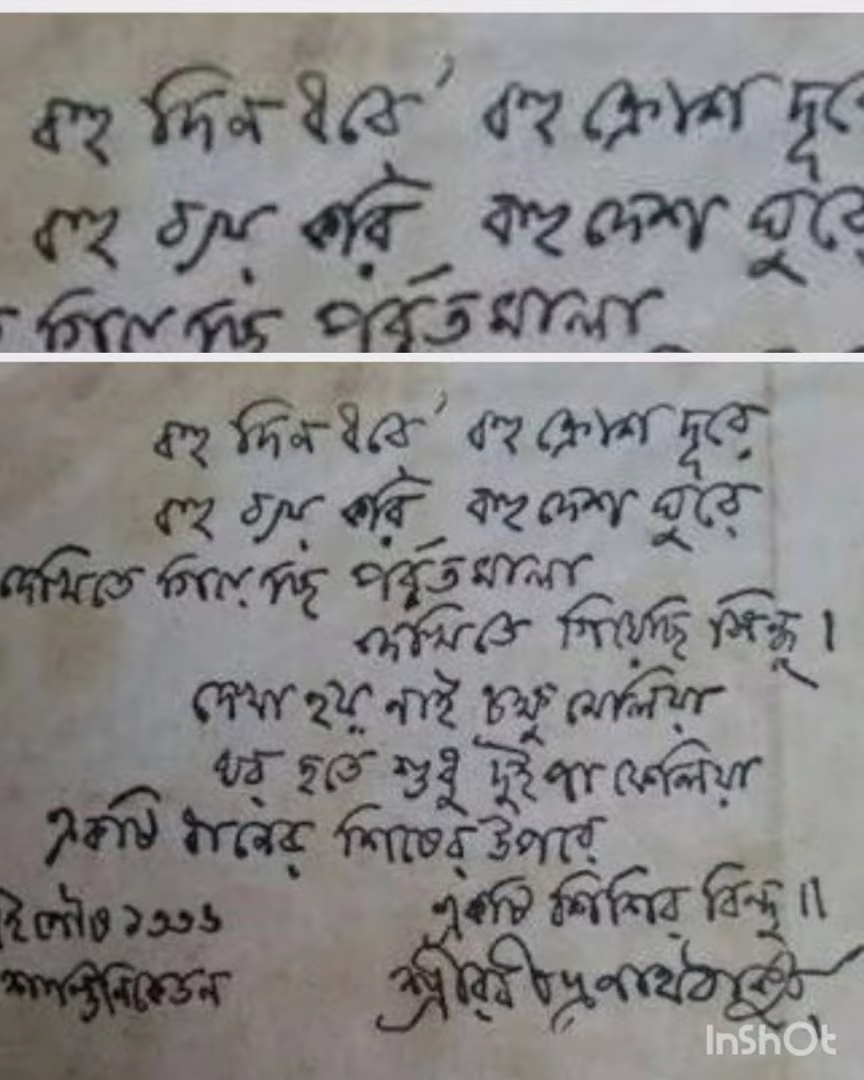 বহু দিন ধরে' বহু ক্রোশ দূরে
বহু ব্যয় করি বহু দেশ ঘুরে
গিয়েছি পর্ব্বতমালা
বহু দিন ধরে' বহু ক্রোশ দূরে
বহু ব্যয় করি বহু দেশ ঘুরে
দেখিতে গিয়েছি পর্ব্বতমালা
দেখিতে গিয়েছি সিন্ধু।
দেখা হয় নাই চক্ষু মেলিয়া
ঘর হতে শুধু দুই পা ফেলিয়া
একটি ধানের শিষের উপরে
একটি শিশির বিন্দু॥
ই পৌষ ১৩৩৬
শান্তিনিকেতন
শ্রীরবীন্দ্রনাথ ঠাকুর
InShOt